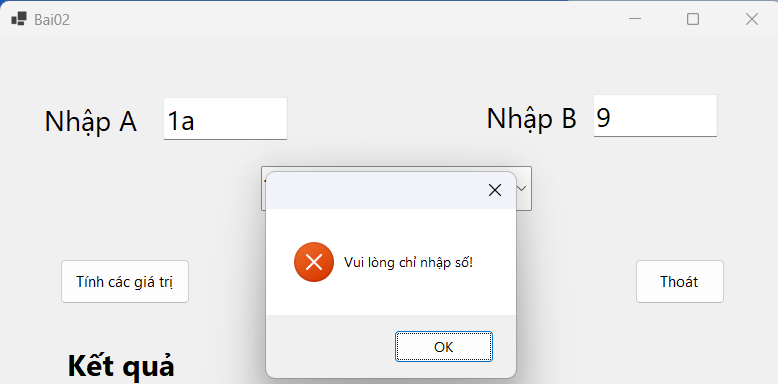 Bai02
Nhập A
1a
Nhập B
9
Vui lòng chỉ nhập số!
OK
Tính các giá trị
Thoát
Kết quả